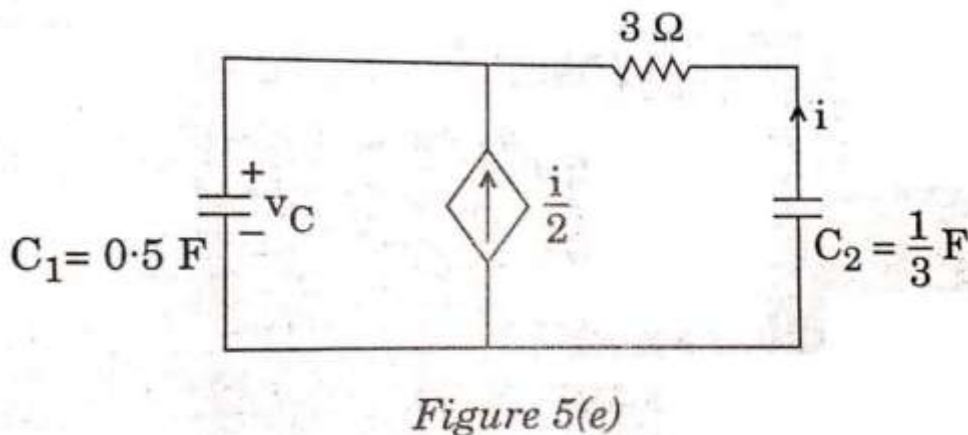 3 Ω
i
+
v_C
−
i/2
C₁= 0·5 F
C₂ = 1/3 F
Figure 5(e)